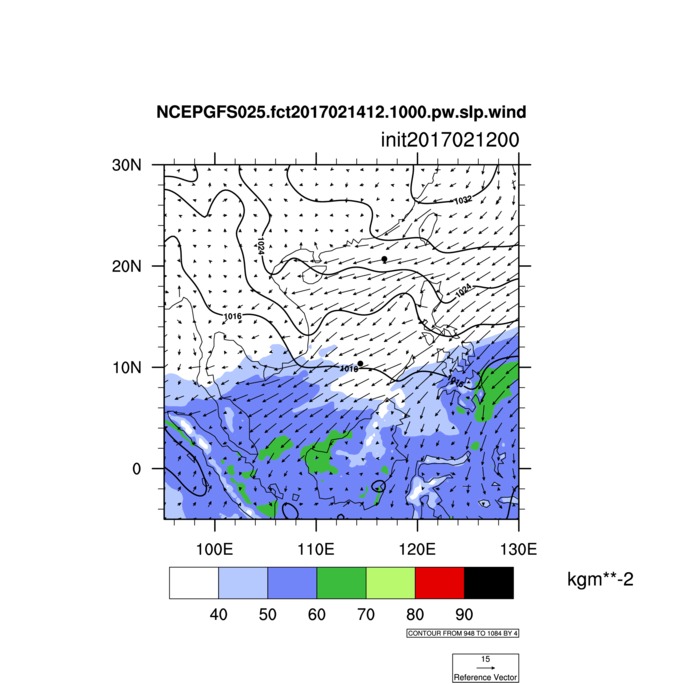 NCEPGFS025.fct2017021412.1000.pw.slp.wind
init2017021200
30N
1032
1024
20N
1024
1016
10N
1016
1016
0
100E
110E
120E
130E
kgm**-2
40
50
60
70
80
90
CONTOUR FROM 948 TO 1084 BY 4
15
Reference Vector